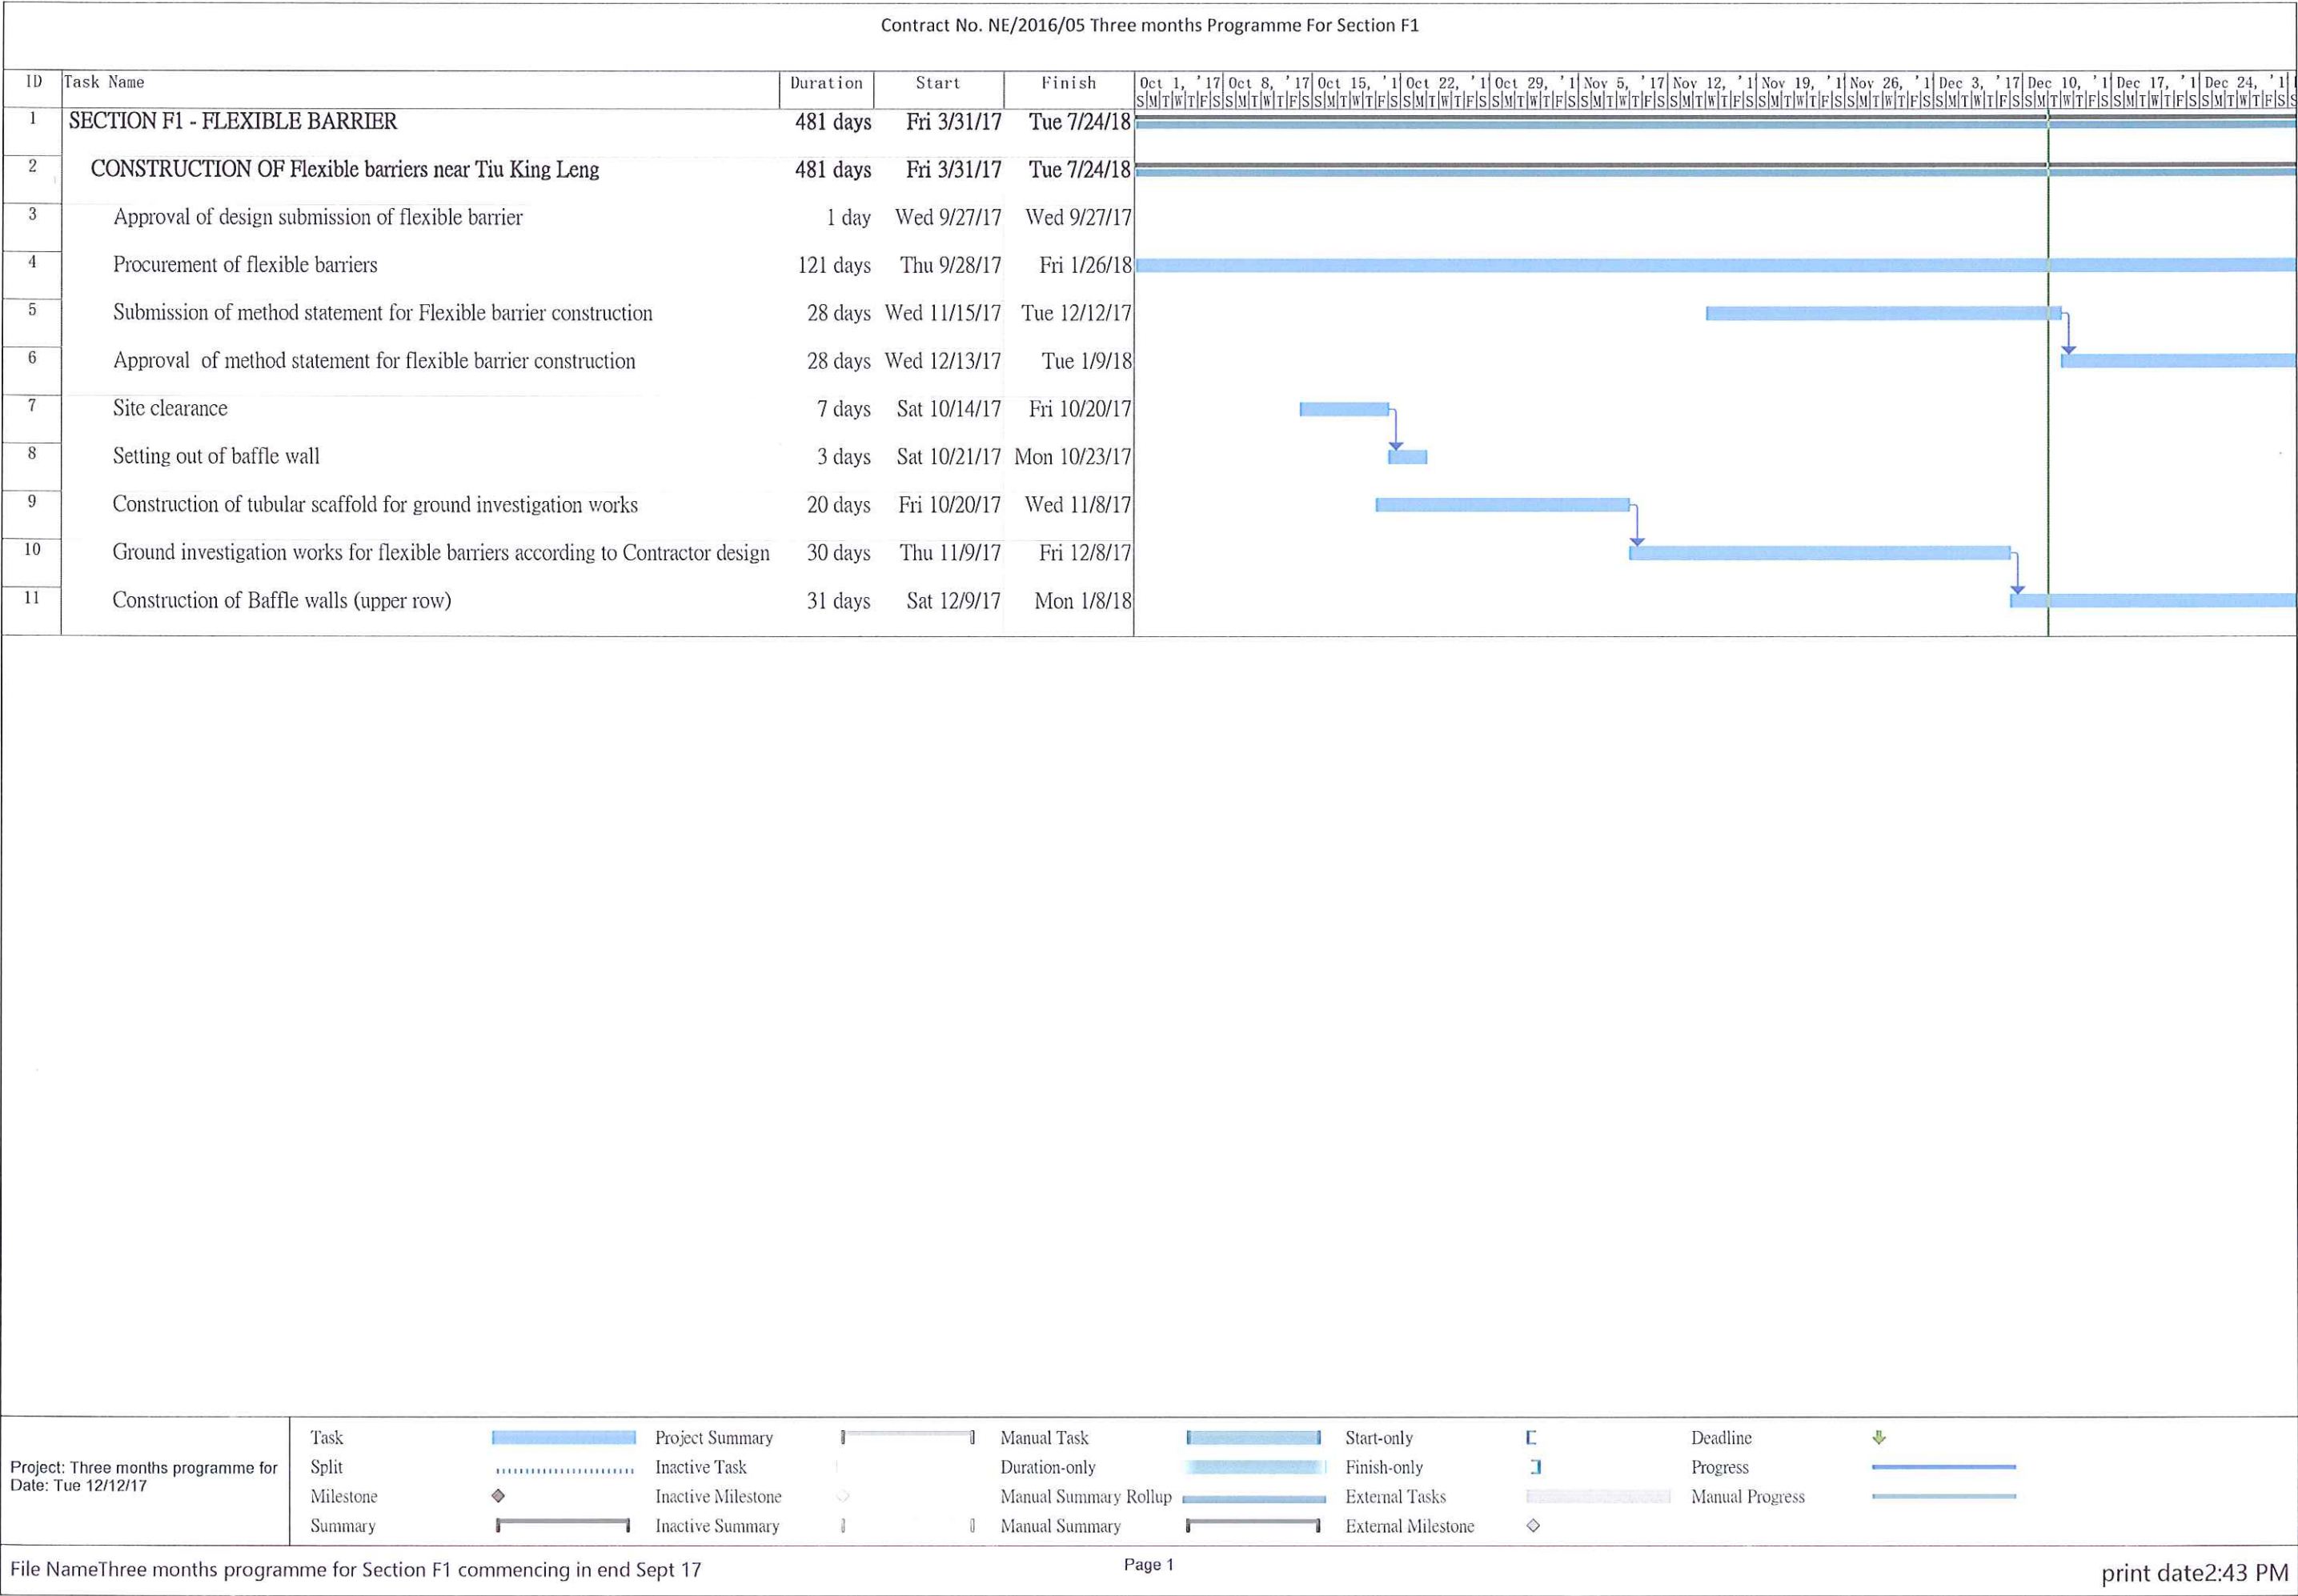 Contract No. NE/2016/05 Three months Programme For Section F1
ID Task Name Duration Start Finish Oct 1, '17 Oct 8, '17 Oct 15, '1 Oct 22, '1 Oct 29, '1 Nov 5, '17 Nov 12, '1 Nov 19, '1 Nov 26, '1 Dec 3, '17 Dec 10, '1 Dec 17, '1 Dec 24, '1
S M T W T F S S M T W T F S S M T W T F S S M T W T F S S M T W T F S S M T W T F S S M T W T F S S M T W T F S S M T W T F S S M T W T F S S M T W T F S S M T W T F S S M T W T F S S
1 SECTION F1 - FLEXIBLE BARRIER 481 days Fri 3/31/17 Tue 7/24/18
2 CONSTRUCTION OF Flexible barriers near Tiu King Leng 481 days Fri 3/31/17 Tue 7/24/18
3 Approval of design submission of flexible barrier 1 day Wed 9/27/17 Wed 9/27/17
4 Procurement of flexible barriers 121 days Thu 9/28/17 Fri 1/26/18
5 Submission of method statement for Flexible barrier construction 28 days Wed 11/15/17 Tue 12/12/17
6 Approval of method statement for flexible barrier construction 28 days Wed 12/13/17 Tue 1/9/18
7 Site clearance 7 days Sat 10/14/17 Fri 10/20/17
8 Setting out of baffle wall 3 days Sat 10/21/17 Mon 10/23/17
9 Construction of tubular scaffold for ground investigation works 20 days Fri 10/20/17 Wed 11/8/17
10 Ground investigation works for flexible barriers according to Contractor design 30 days Thu 11/9/17 Fri 12/8/17
11 Construction of Baffle walls (upper row) 31 days Sat 12/9/17 Mon 1/8/18
Project: Three months programme for
Date: Tue 12/12/17
Task Project Summary Manual Task Start-only Deadline
Split Inactive Task Duration-only Finish-only Progress
Milestone Inactive Milestone Manual Summary Rollup External Tasks Manual Progress
Summary Inactive Summary Manual Summary External Milestone
File NameThree months programme for Section F1 commencing in end Sept 17 Page 1 print date2:43 PM